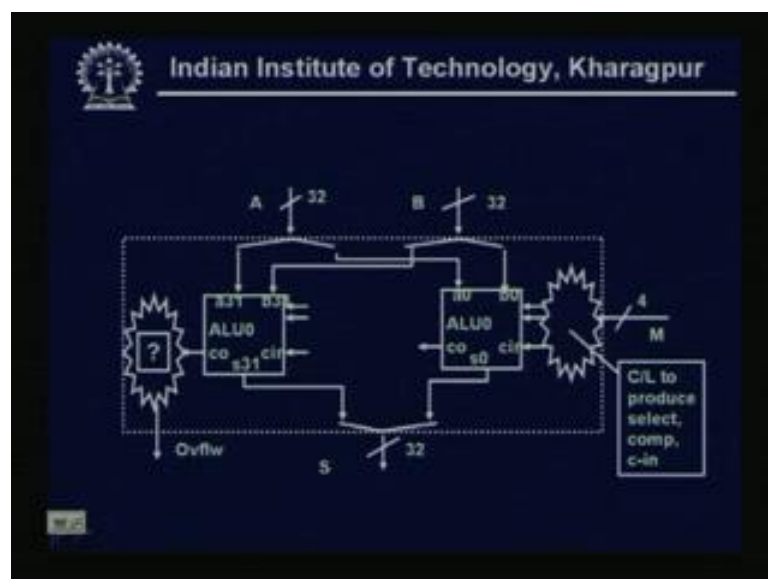 Indian Institute of Technology, Kharagpur
A 32 B 32
a31 b31 a0 b0
ALU0 ALU0
? co cin co cin
s31 s0
4
M
C/L to
produce
select,
comp,
c-in
Ovflw
S 32